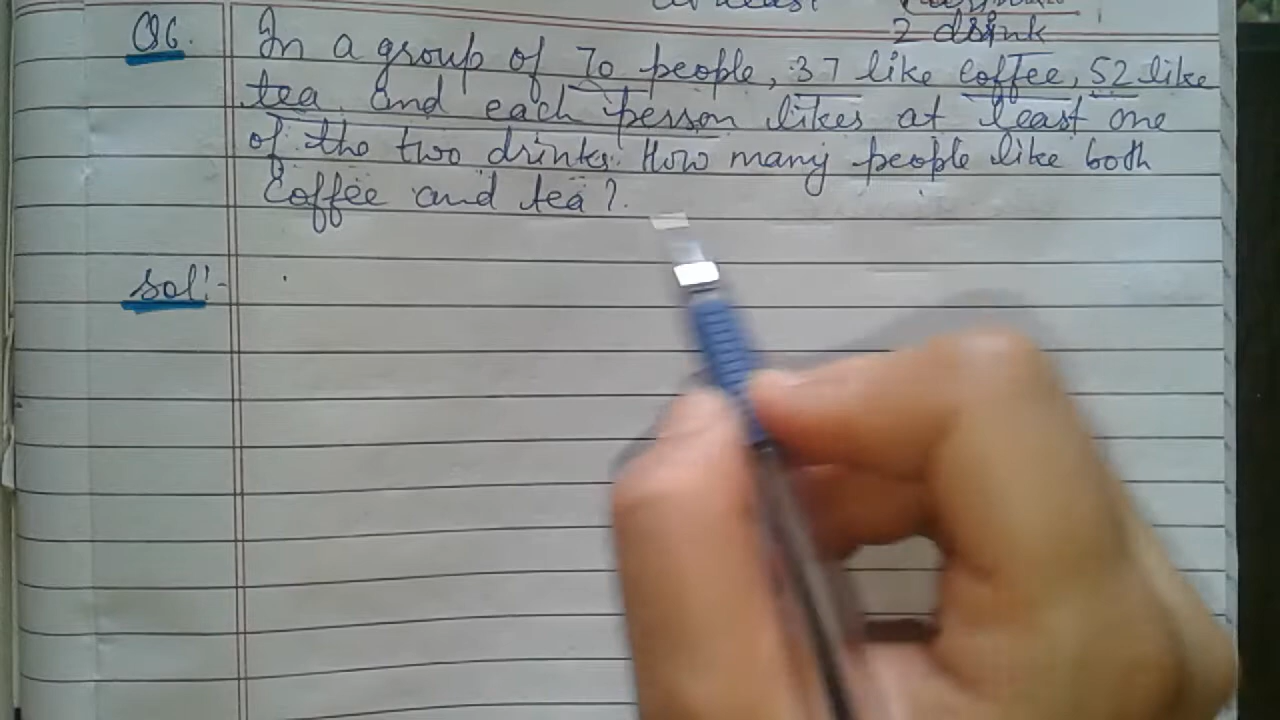 2 drink
Q6. In a group of 70 people, 37 like coffee, 52 like
tea and each person likes at least one
of the two drinks. How many people like both
Coffee and tea?
Sol:-